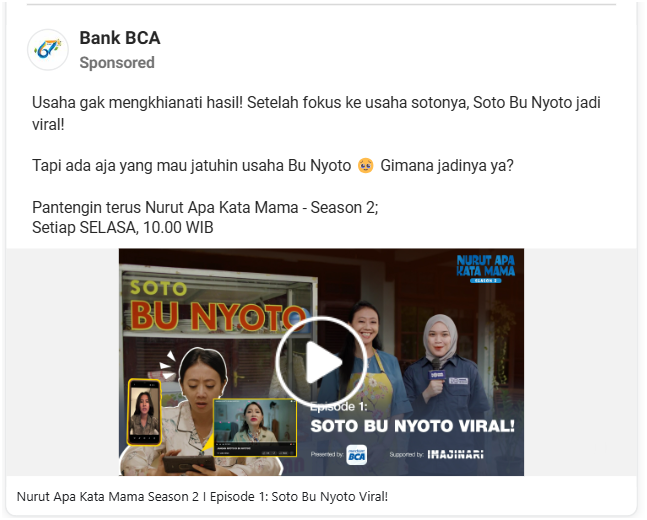 67
Bank BCA
Sponsored
Usaha gak mengkhianati hasil! Setelah fokus ke usaha sotonya, Soto Bu Nyoto jadi
viral!
Tapi ada aja yang mau jatuhin usaha Bu Nyoto 🥹 Gimana jadinya ya?
Pantengin terus Nurut Apa Kata Mama - Season 2;
Setiap SELASA, 10.00 WIB
NURUT APA
KATA MAMA
SEASON 2
SOTO
BU NYOTO
Episode 1:
SOTO BU NYOTO VIRAL!
Presented by: BCA Supported by: IMAJINARI
Nurut Apa Kata Mama Season 2 I Episode 1: Soto Bu Nyoto Viral!